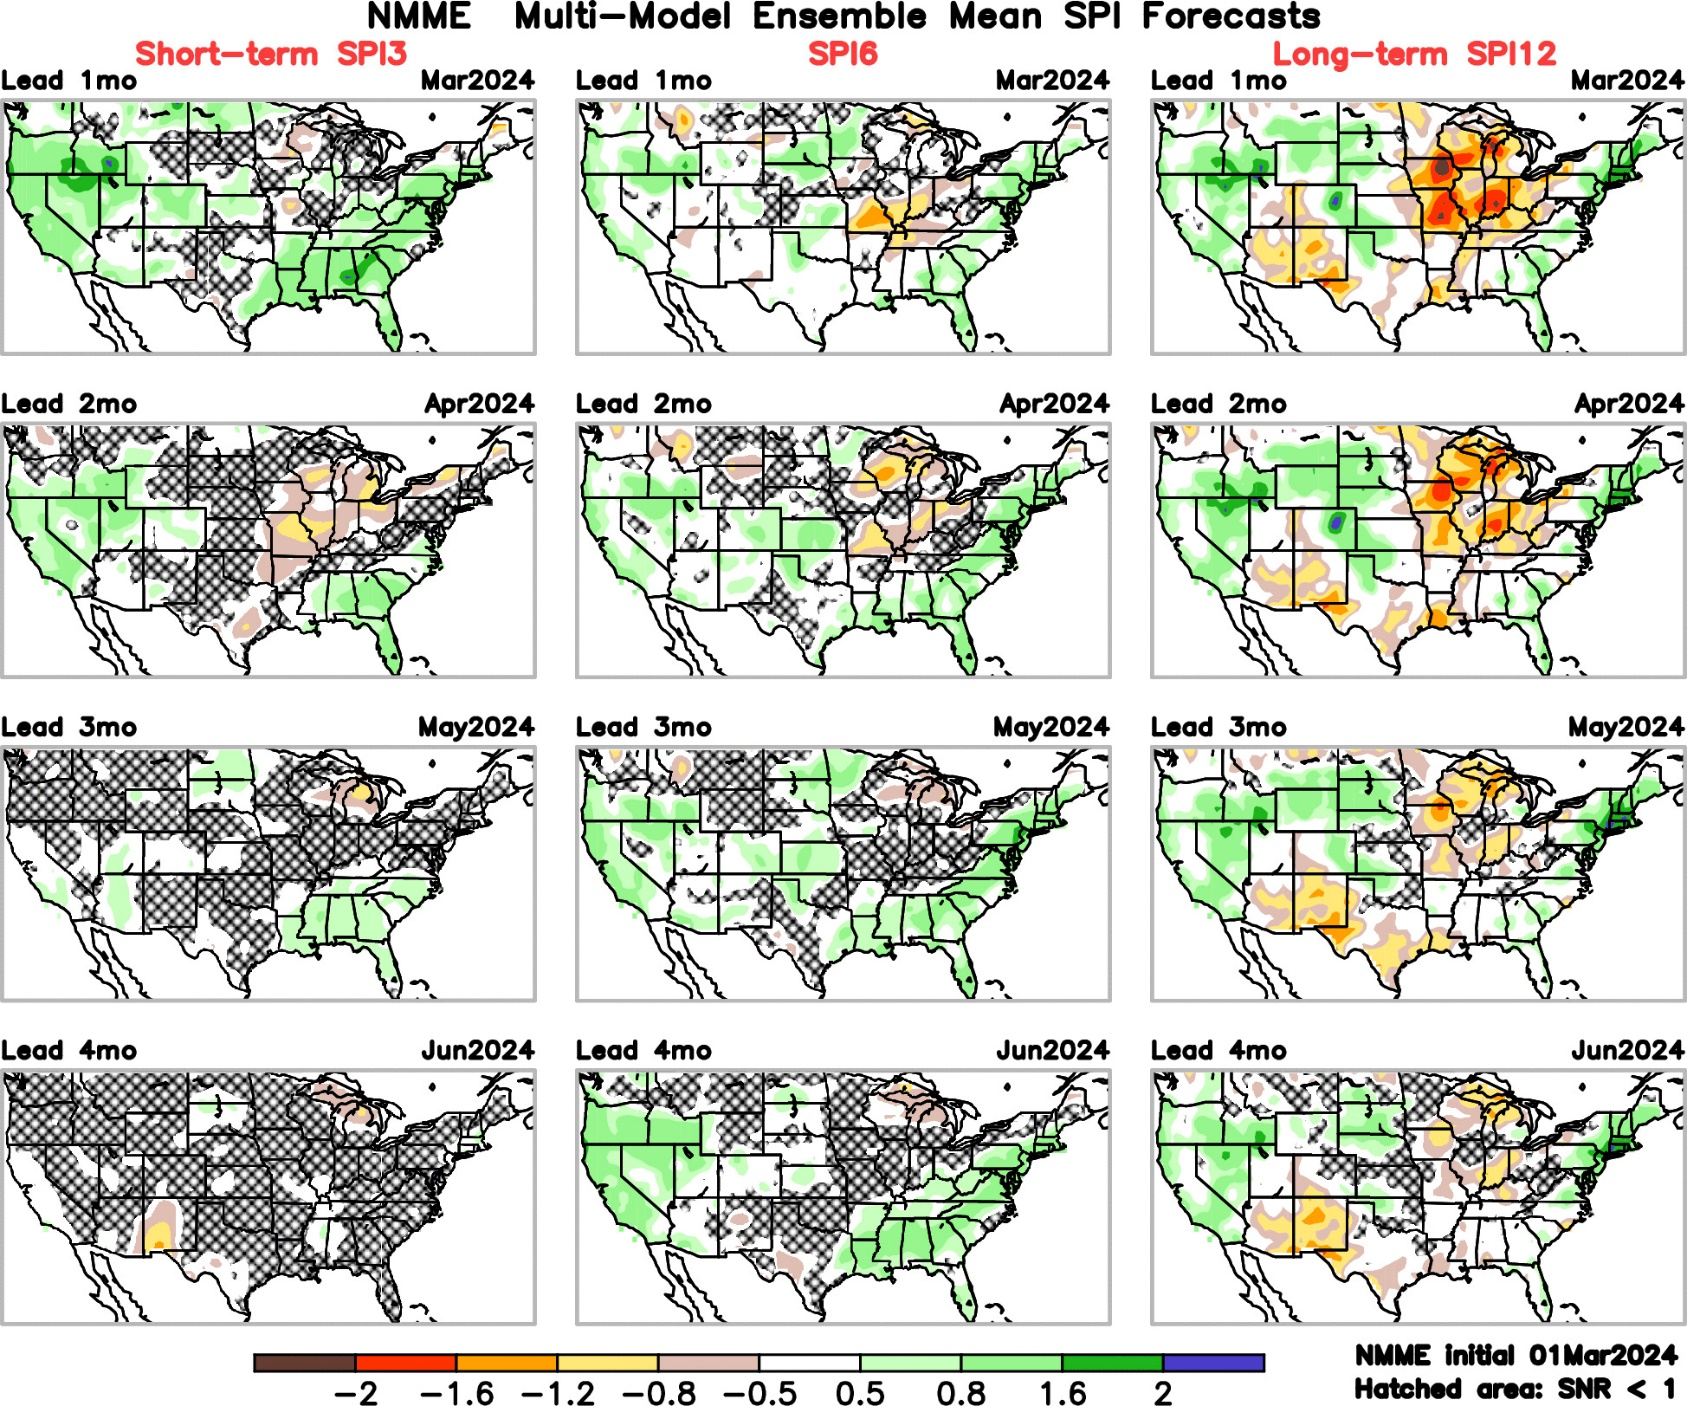 NMME Multi-Model Ensemble Mean SPI Forecasts
Short-term SPI3 SPI6 Long-term SPI12
Lead 1mo Mar2024 Lead 1mo Mar2024 Lead 1mo Mar2024
Lead 2mo Apr2024 Lead 2mo Apr2024 Lead 2mo Apr2024
Lead 3mo May2024 Lead 3mo May2024 Lead 3mo May2024
Lead 4mo Jun2024 Lead 4mo Jun2024 Lead 4mo Jun2024
NMME initial 01Mar2024
−2 −1.6 −1.2 −0.8 −0.5 0.5 0.8 1.6 2
Hatched area: SNR < 1